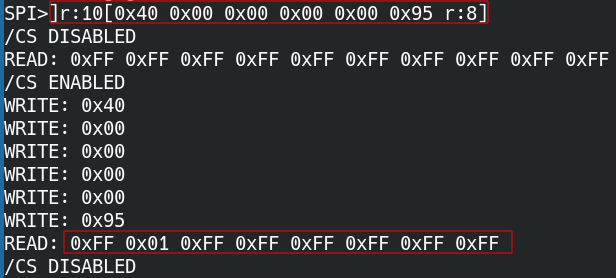 SPI>]r:10[0x40 0x00 0x00 0x00 0x00 0x95 r:8]
/CS DISABLED
READ: 0xFF 0xFF 0xFF 0xFF 0xFF 0xFF 0xFF 0xFF 0xFF 0xFF
/CS ENABLED
WRITE: 0x40
WRITE: 0x00
WRITE: 0x00
WRITE: 0x00
WRITE: 0x00
WRITE: 0x95
READ: 0xFF 0x01 0xFF 0xFF 0xFF 0xFF 0xFF 0xFF
/CS DISABLED